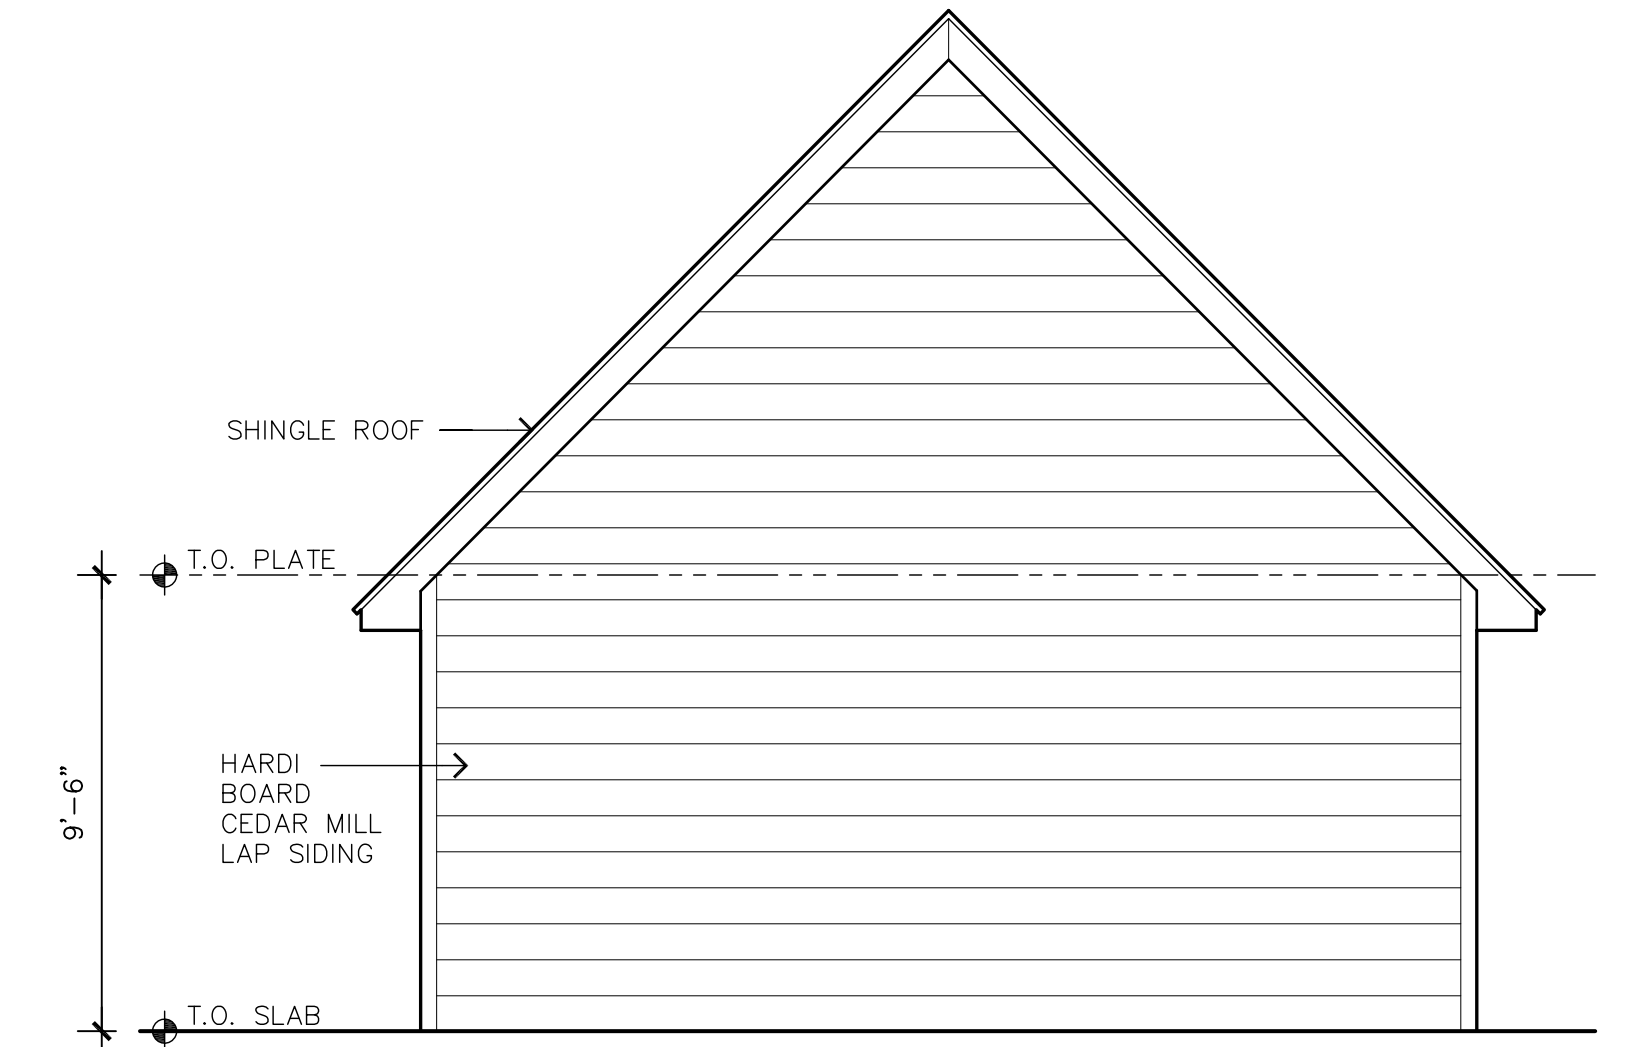 SHINGLE ROOF
T.O. PLATE
9'-6"
HARDI
BOARD
CEDAR MILL
LAP SIDING
T.O. SLAB